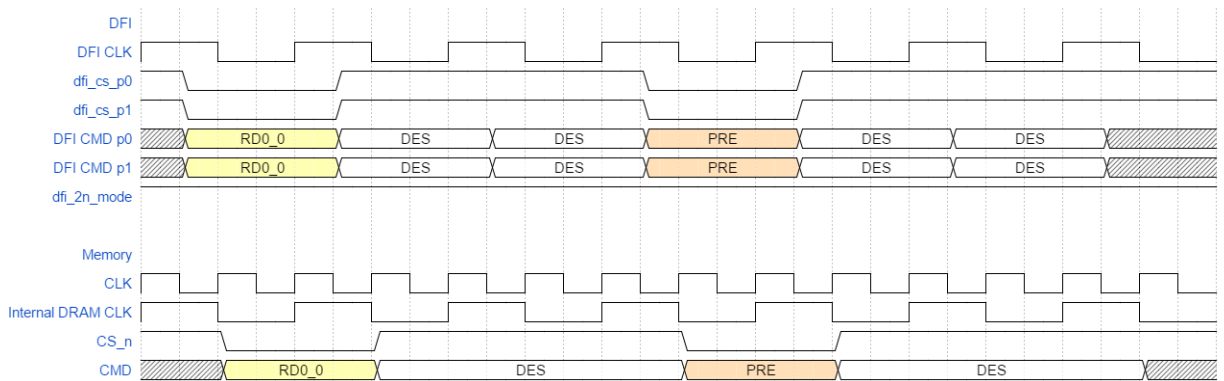 DFI
DFI CLK
dfi_cs_p0
dfi_cs_p1
DFI CMD p0 RD0_0 DES DES PRE DES DES
DFI CMD p1 RD0_0 DES DES PRE DES DES
dfi_2n_mode
Memory
CLK
Internal DRAM CLK
CS_n
CMD RD0_0 DES PRE DES